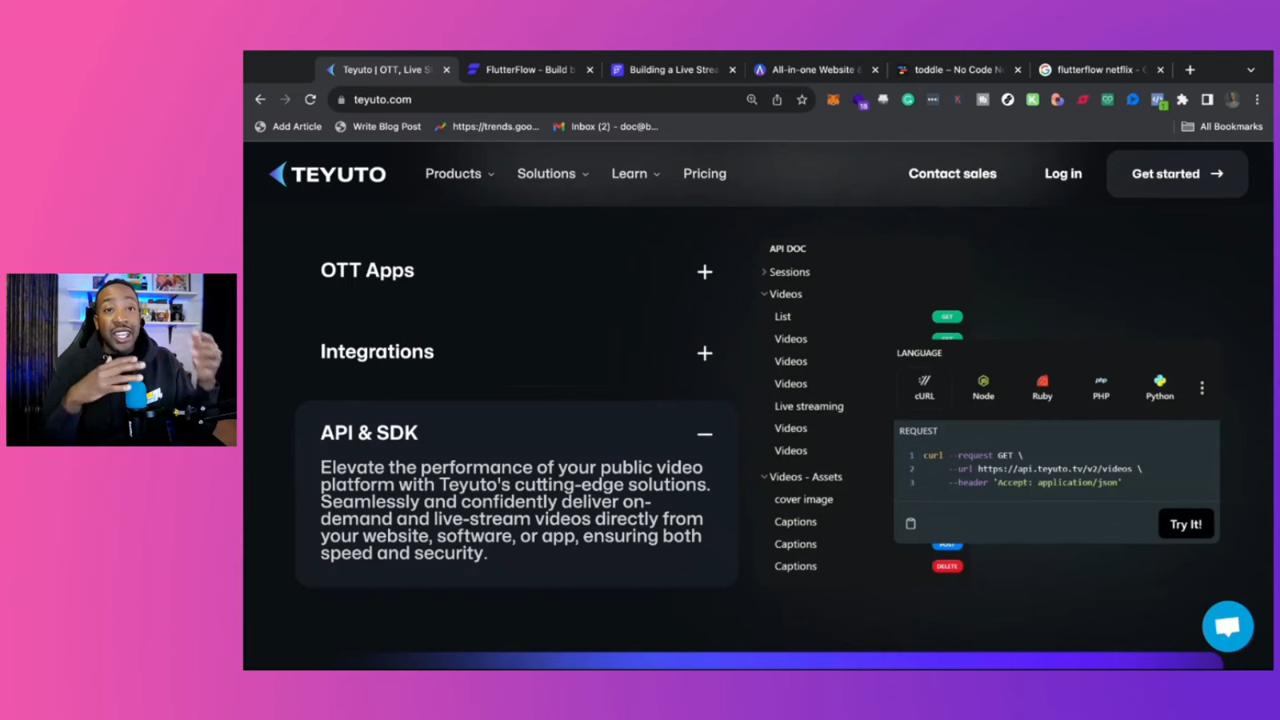 Teyuto | OTT, Live S
FlutterFlow - Build b
Building a Live Strea
All-in-one Website
toddle – No Code N
flutterflow netflix -
teyuto.com
18
1
Add Article
Write Blog Post
https://trends.goo...
Inbox (2) - doc@b...
All Bookmarks
TEYUTO
Products
Solutions
Learn
Pricing
Contact sales
Log in
Get started →
OTT Apps
+
Integrations
+
API & SDK
–
Elevate the performance of your public video
platform with Teyuto's cutting-edge solutions.
Seamlessly and confidently deliver on-
demand and live-stream videos directly from
your website, software, or app, ensuring both
speed and security.
API DOC
Sessions
Videos
List
GET
Videos
Videos
Videos
Live streaming
Videos
Videos
Videos - Assets
cover image
Captions
Captions
POST
Captions
DELETE
LANGUAGE
cURL
Node
Ruby
php
PHP
Python
REQUEST
1 curl --request GET \
2 --url https://api.teyuto.tv/v2/videos \
3 --header 'Accept: application/json'
Try It!